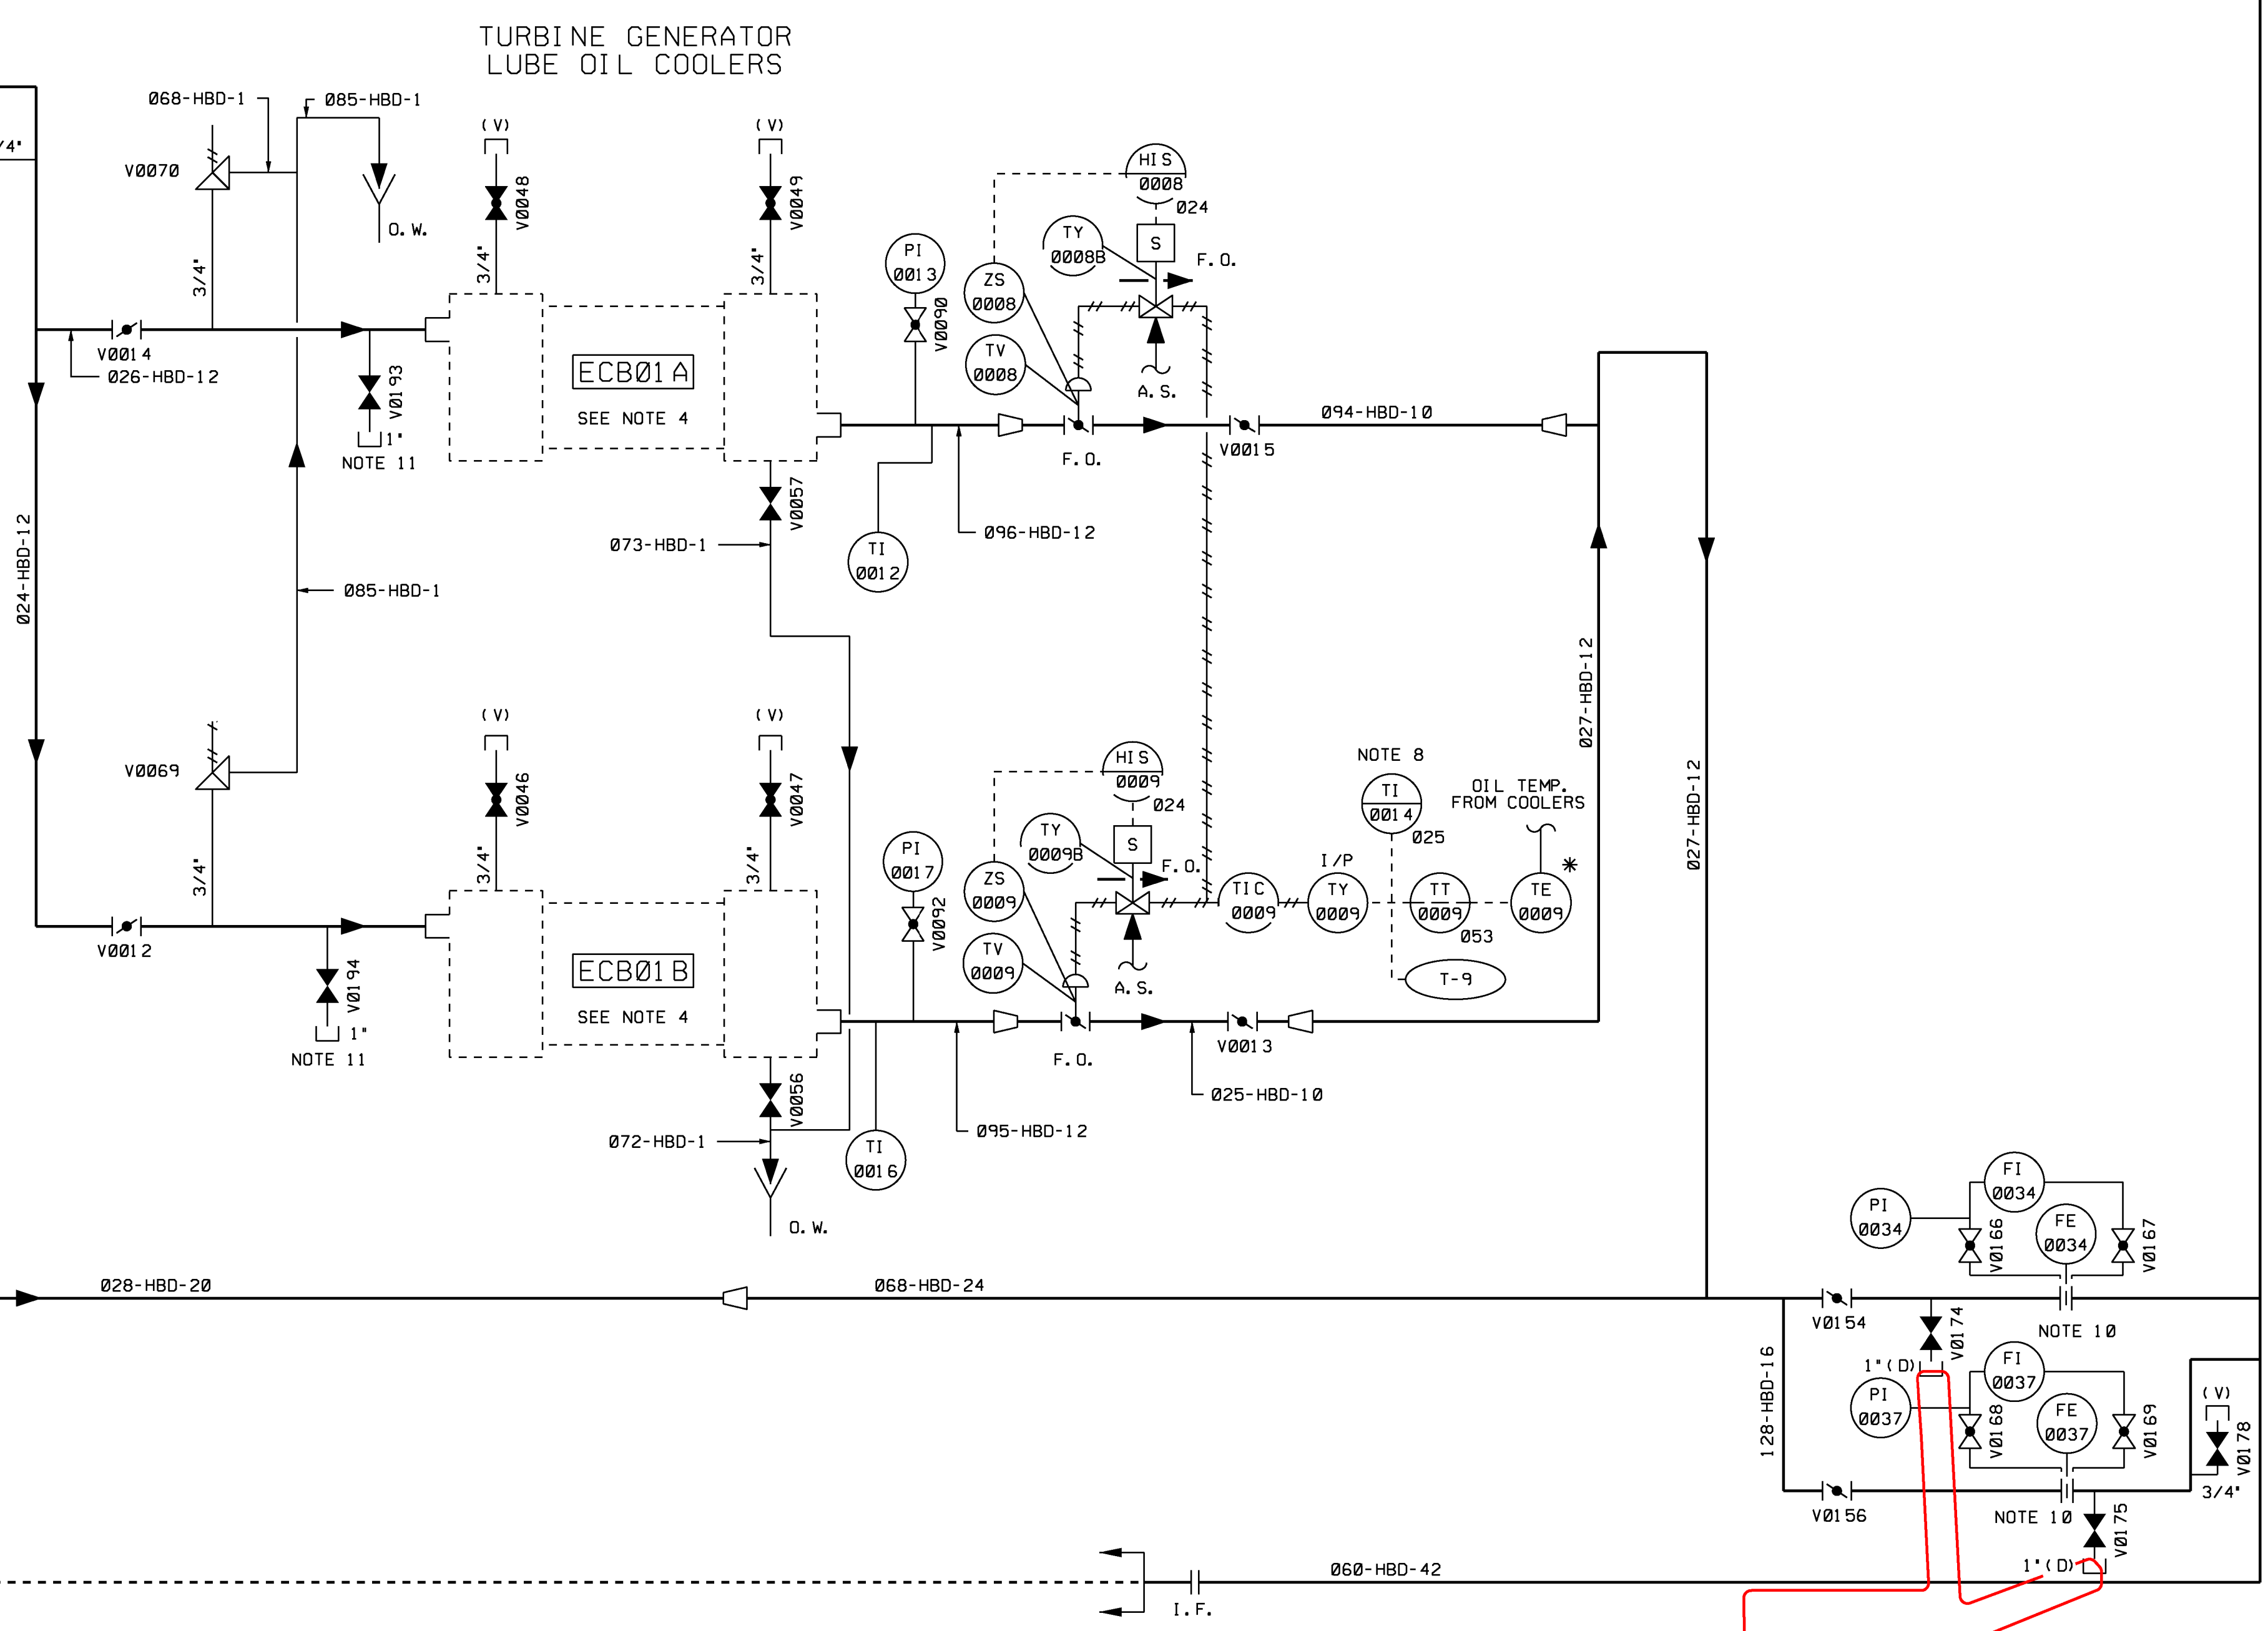 TURBINE GENERATOR
LUBE OIL COOLERS
068-HBD-1
085-HBD-1
/4"
V0070
(V)
(V)
V0048
V0049
O.W.
3/4"
3/4"
3/4"
HIS
0008
024
TY
0008B
S
F.O.
PI
0013
ZS
0008
V0090
V0014
026-HBD-12
V0193
1"
NOTE 11
ECB01A
SEE NOTE 4
TV
0008
A.S.
094-HBD-10
F.O.
V0015
V0057
073-HBD-1
096-HBD-12
TI
0012
024-HBD-12
085-HBD-1
027-HBD-12
027-HBD-12
V0069
(V)
(V)
V0046
V0047
3/4"
3/4"
3/4"
HIS
0009
024
TY
0009B
S
F.O.
NOTE 8
TI
0014
025
OIL TEMP.
FROM COOLERS
PI
0017
ZS
0009
V0092
TIC
0009
I/P
TY
0009
TT
0009
053
TE
0009
*
T-9
V0012
V0194
1"
NOTE 11
ECB01B
SEE NOTE 4
TV
0009
A.S.
F.O.
V0013
025-HBD-10
V0056
072-HBD-1
095-HBD-12
TI
0016
O.W.
028-HBD-20
068-HBD-24
PI
0034
FI
0034
FE
0034
V0166
V0167
V0154
V0174
NOTE 10
1"(D)
128-HBD-16
PI
0037
FI
0037
FE
0037
V0168
V0169
(V)
V0178
3/4"
V0156
NOTE 10
V0175
1"(D)
060-HBD-42
I.F.